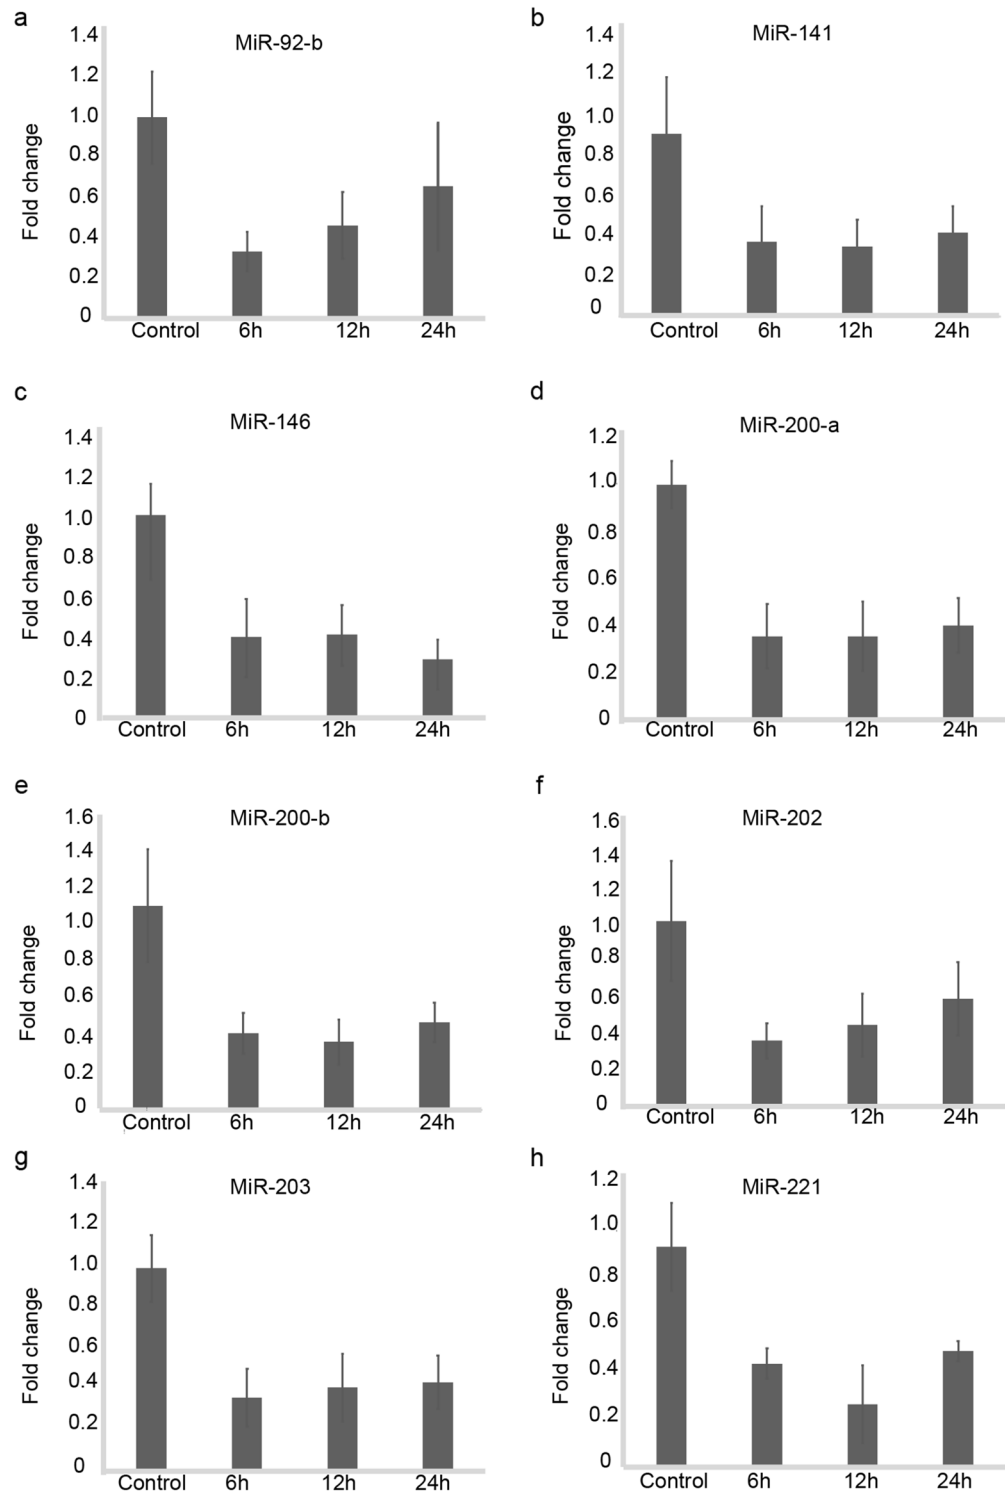 a
MiR-92-b
1.4
1.2
1.0
0.8
0.6
0.4
0.2
0
Fold change
Control 6h 12h 24h
b
MiR-141
1.4
1.2
1.0
0.8
0.6
0.4
0.2
0
Fold change
Control 6h 12h 24h
c
MiR-146
1.4
1.2
1.0
0.8
0.6
0.4
0.2
0
Fold change
Control 6h 12h 24h
d
MiR-200-a
1.2
1.0
0.8
0.6
0.4
0.2
0
Fold change
Control 6h 12h 24h
e
MiR-200-b
1.6
1.4
1.2
1.0
0.8
0.6
0.4
0.2
0
Fold change
Control 6h 12h 24h
f
MiR-202
1.6
1.4
1.2
1.0
0.8
0.6
0.4
0.2
0
Fold change
Control 6h 12h 24h
g
MiR-203
1.4
1.2
1.0
0.8
0.6
0.4
0.2
0
Fold change
Control 6h 12h 24h
h
MiR-221
1.2
1.0
0.8
0.6
0.4
0.2
0
Fold change
Control 6h 12h 24h